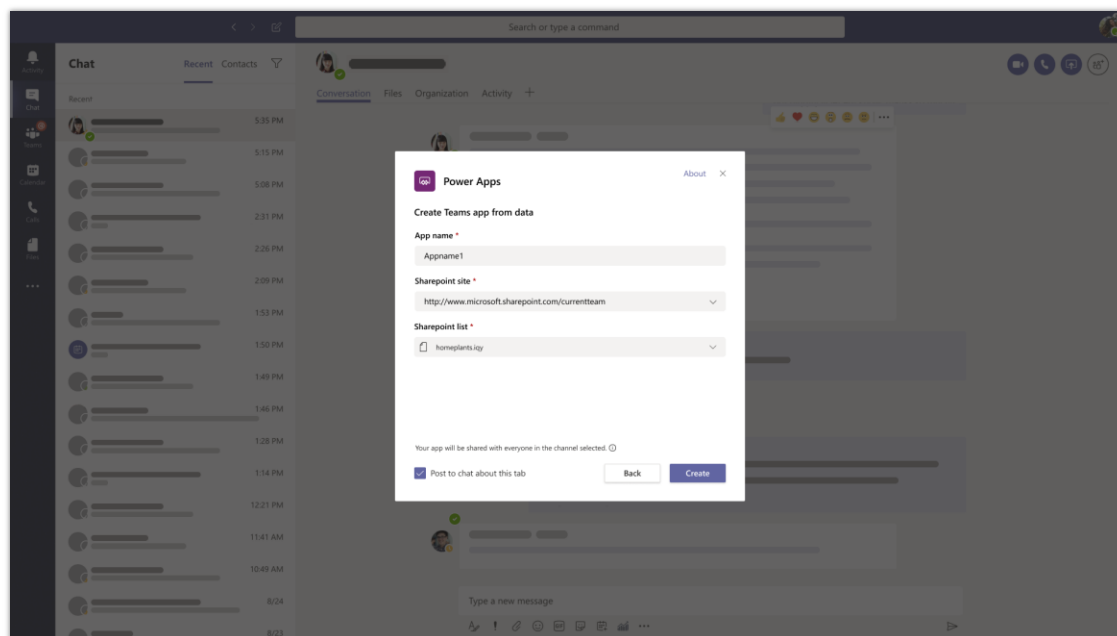 Search or type a command
Activity
Chat
Teams
Calendar
Calls
Files
Chat
Recent Contacts
Recent
5:35 PM
5:15 PM
5:08 PM
2:31 PM
2:26 PM
2:09 PM
1:53 PM
1:50 PM
1:49 PM
1:46 PM
1:28 PM
1:14 PM
12:21 PM
11:41 AM
10:49 AM
8/24
8/23
Conversation Files Organization Activity
Power Apps
About
Create Teams app from data
App name *
Appname1
Sharepoint site *
http://www.microsoft.sharepoint.com/currentteam
Sharepoint list *
homeplants.iqy
Your app will be shared with everyone in the channel selected.
Post to chat about this tab
Back
Create
Type a new message